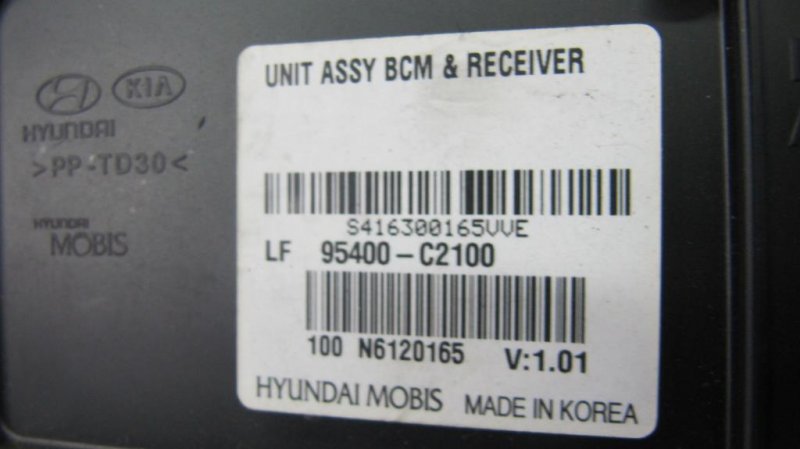 UNIT ASSY BCM & RECEIVER
KIA
HYUNDAI
>PP-TD30<
HYUNDAI
MOBIS
S416300165VVE
LF 95400-C2100
100 N6120165 V:1.01
HYUNDAI MOBIS MADE IN KOREA